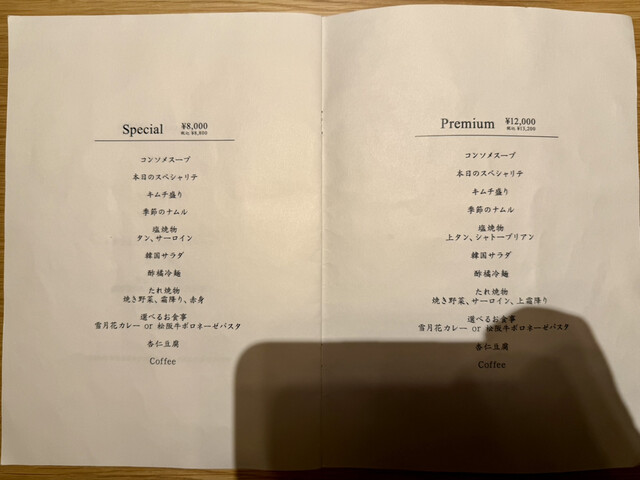 Special ¥8,000
税込 ¥8,800
コンソメスープ
本日のスペシャリテ
キムチ盛り
季節のナムル
塩焼物
タン、サーロイン
韓国サラダ
酢橘冷麺
たれ焼物
焼き野菜、霜降り、赤身
選べるお食事
雪月花カレー or 松阪牛ボロネーゼパスタ
杏仁豆腐
Coffee
Premium ¥12,000
税込 ¥13,200
コンソメスープ
本日のスペシャリテ
キムチ盛り
季節のナムル
塩焼物
上タン、シャトーブリアン
韓国サラダ
酢橘冷麺
たれ焼物
焼き野菜、サーロイン、上霜降り
選べるお食事
雪月花カレー or 松阪牛ボロネーゼパスタ
杏仁豆腐
Coffee